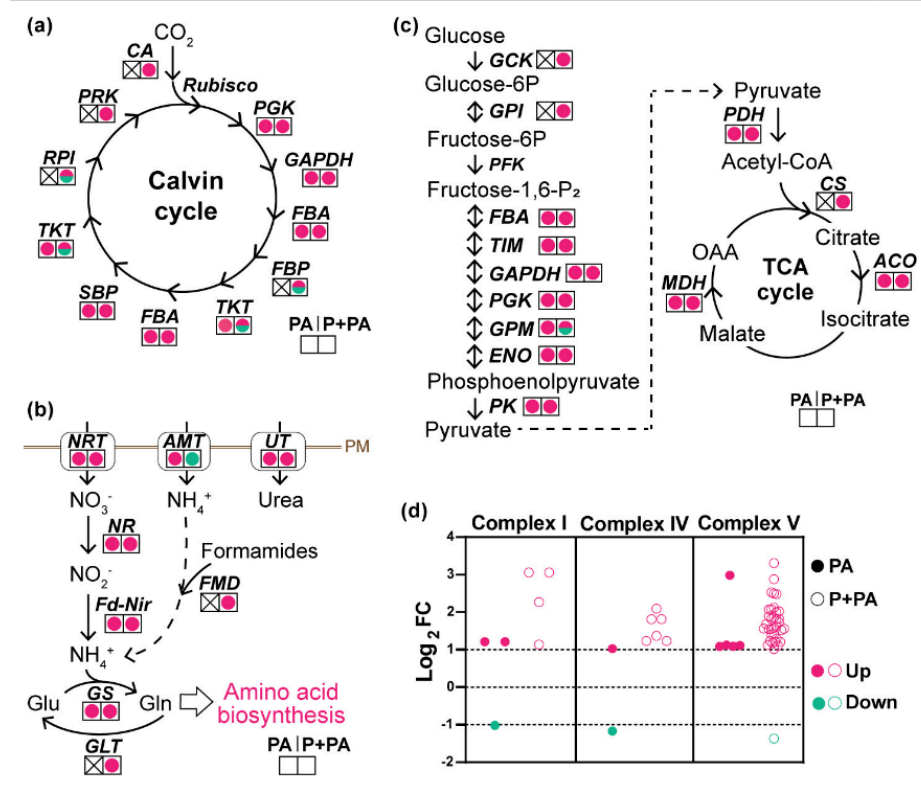 (a)
CO₂
CA
Rubisco
PRK
PGK
RPI
GAPDH
Calvin
cycle
TKT
FBA
SBP
FBP
FBA
TKT
PA|P+PA
(b)
NRT
AMT
UT
PM
NO₃⁻
NH₄⁺
Urea
NR
Formamides
NO₂⁻
FMD
Fd-Nir
NH₄⁺
Glu
GS
Gln
Amino acid
biosynthesis
GLT
PA|P+PA
(c)
Glucose
GCK
Glucose-6P
GPI
Fructose-6P
PFK
Fructose-1,6-P₂
FBA
TIM
GAPDH
PGK
GPM
ENO
Phosphoenolpyruvate
PK
Pyruvate
Pyruvate
PDH
Acetyl-CoA
CS
Citrate
OAA
TCA
cycle
ACO
MDH
Isocitrate
Malate
PA|P+PA
(d)
Complex I
Complex IV
Complex V
Log₂ FC
4
3
2
1
0
-1
-2
PA
P+PA
Up
Down